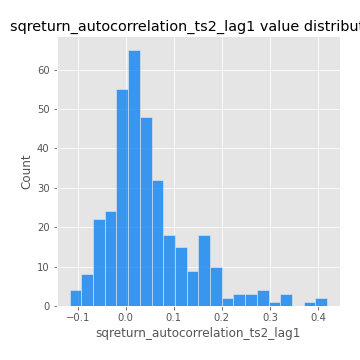 sqreturn_autocorrelation_ts2_lag1 value distribut
60
50
40
30
20
10
0
Count
−0.1 0.0 0.1 0.2 0.3 0.4
sqreturn_autocorrelation_ts2_lag1